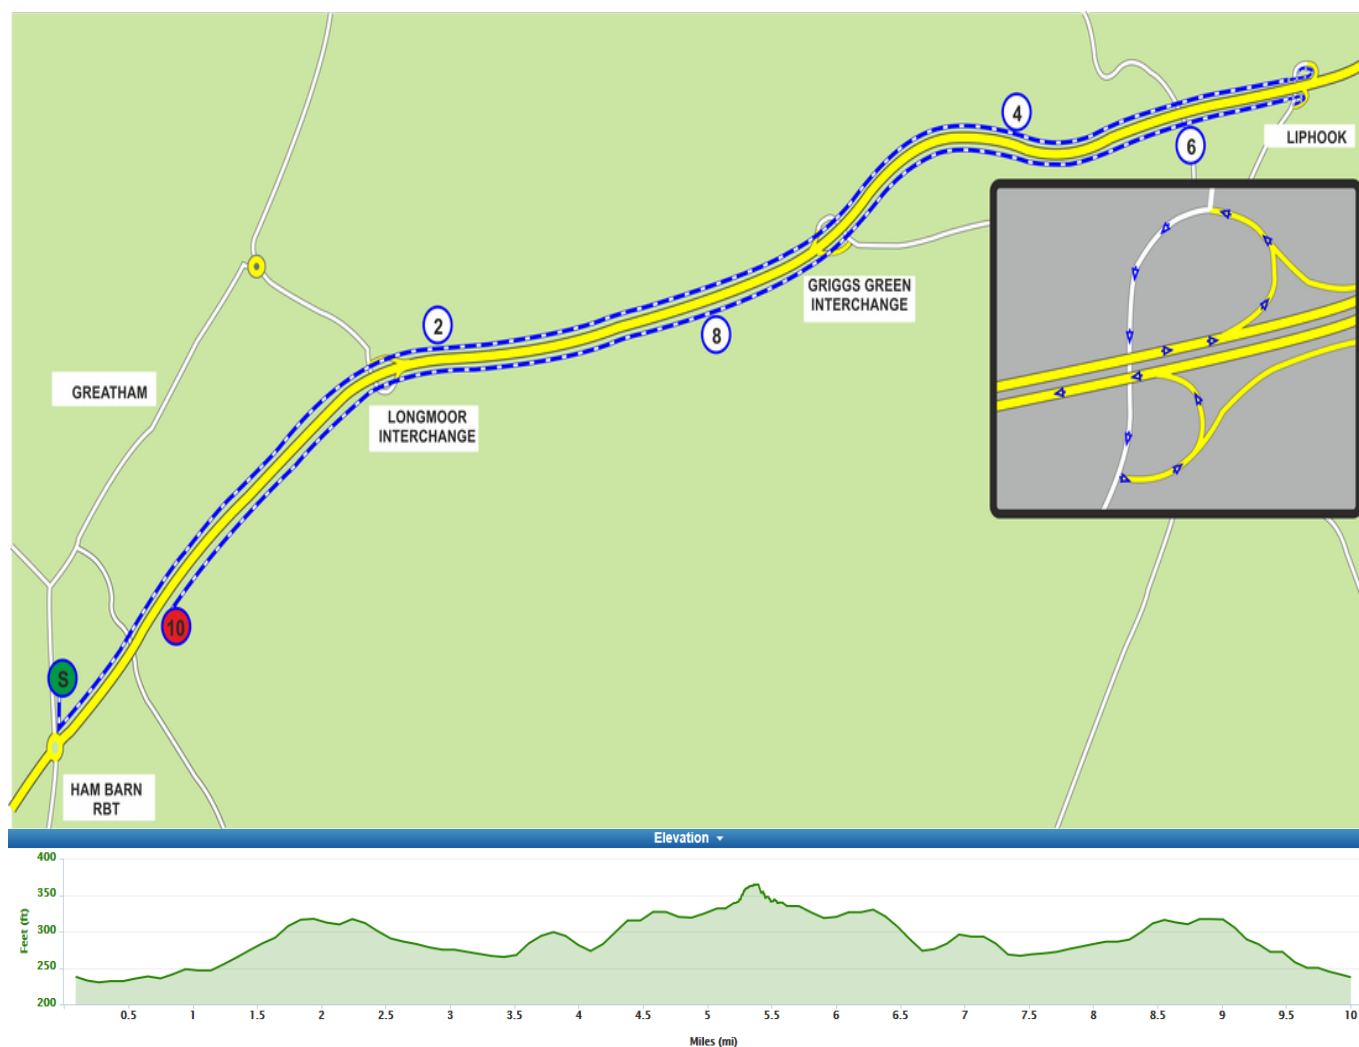 4
LIPHOOK
6
GRIGGS GREEN
INTERCHANGE
2
8
GREATHAM
LONGMOOR
INTERCHANGE
10
S
HAM BARN
RBT
Elevation
400
350
300
250
200
Feet (ft)
0.5 1 1.5 2 2.5 3 3.5 4 4.5 5 5.5 6 6.5 7 7.5 8 8.5 9 9.5 10
Miles (mi)